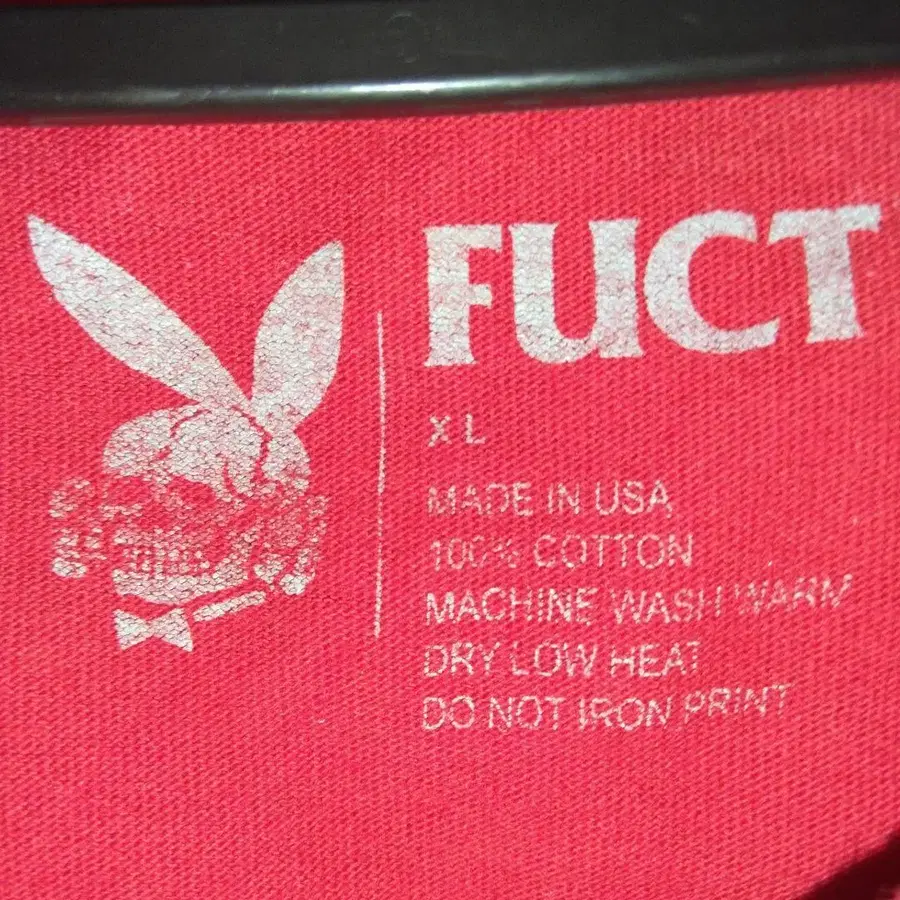 FUCT
XL
MADE IN USA
100% COTTON
MACHINE WASH WARM
DRY LOW HEAT
DO NOT IRON PRINT